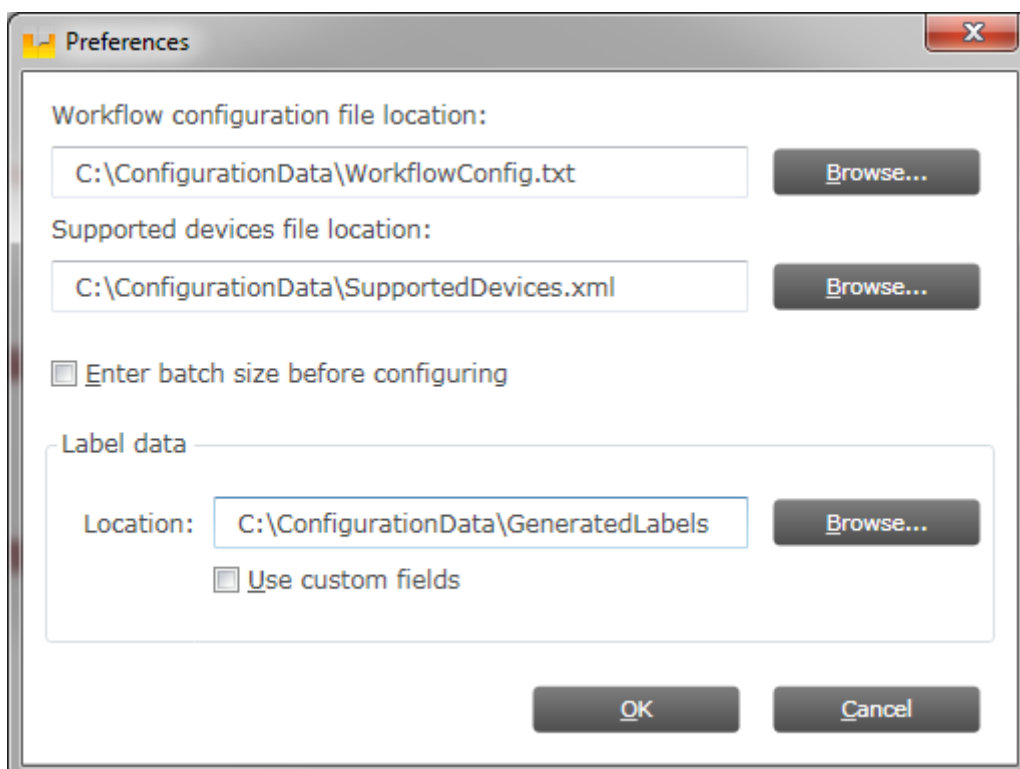 Preferences
Workflow configuration file location:
C:\ConfigurationData\WorkflowConfig.txt Browse...
Supported devices file location:
C:\ConfigurationData\SupportedDevices.xml Browse...
Enter batch size before configuring
Label data
Location: C:\ConfigurationData\GeneratedLabels Browse...
Use custom fields
OK Cancel